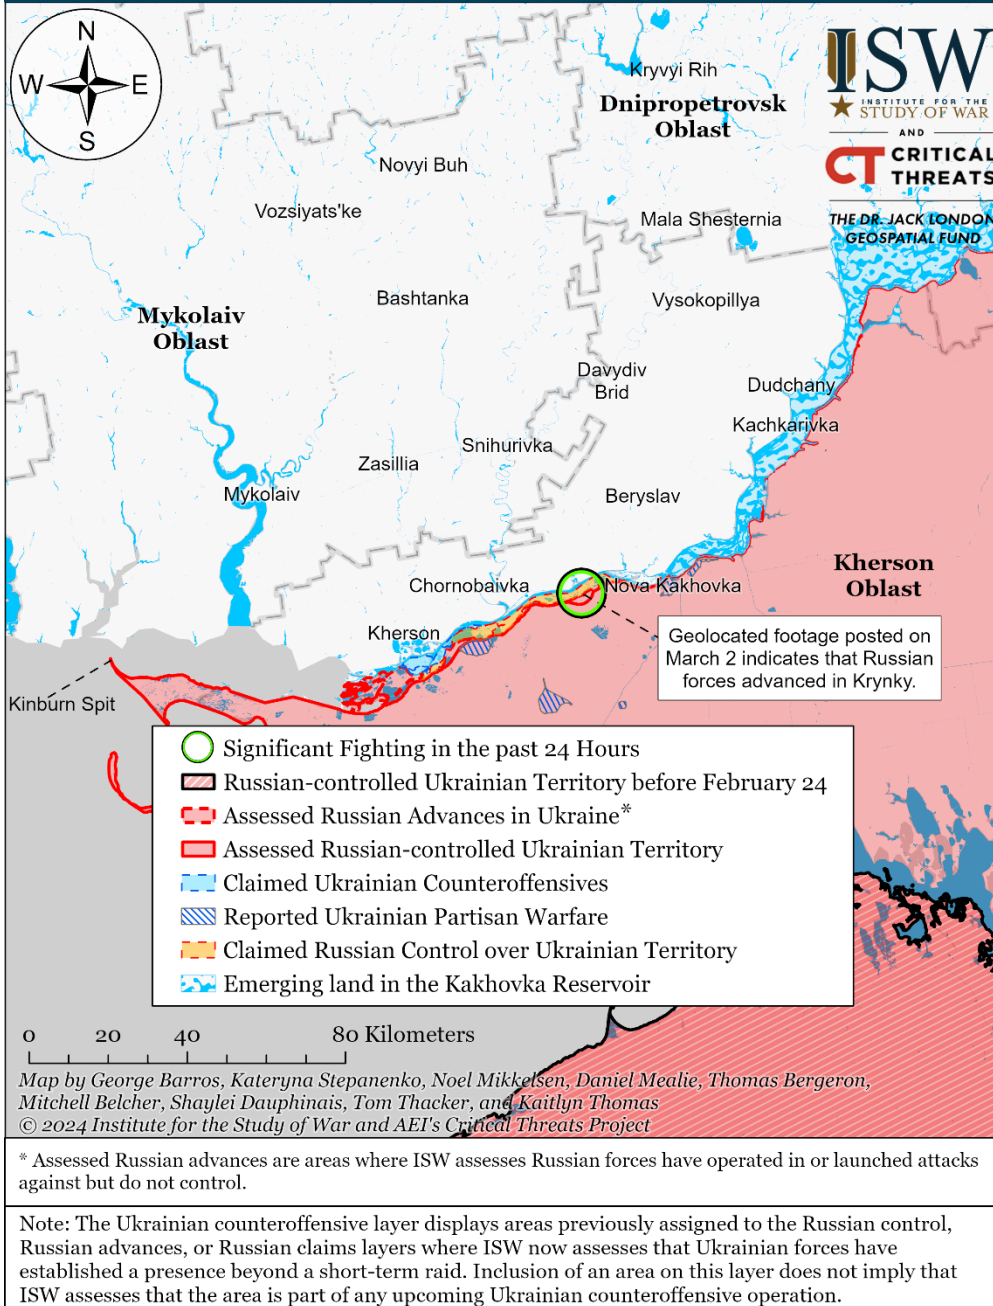 N
W
E
S
ISW
INSTITUTE FOR THE
STUDY OF WAR
AND
CT CRITICAL
THREATS
THE DR. JACK LONDON
GEOSPATIAL FUND
Kryvyi Rih
Dnipropetrovsk
Oblast
Novyi Buh
Vozsiyats'ke
Mala Shesternia
Bashtanka
Vysokopillya
Mykolaiv
Oblast
Davydiv
Brid
Dudchany
Kachkarivka
Snihurivka
Zasillia
Mykolaiv
Beryslav
Kherson
Oblast
Chornobaivka
Nova Kakhovka
Kherson
Geolocated footage posted on
March 2 indicates that Russian
forces advanced in Krynky.
Kinburn Spit
Significant Fighting in the past 24 Hours
Russian-controlled Ukrainian Territory before February 24
Assessed Russian Advances in Ukraine*
Assessed Russian-controlled Ukrainian Territory
Claimed Ukrainian Counteroffensives
Reported Ukrainian Partisan Warfare
Claimed Russian Control over Ukrainian Territory
Emerging land in the Kakhovka Reservoir
0 20 40 80 Kilometers
Map by George Barros, Kateryna Stepanenko, Noel Mikkelsen, Daniel Mealie, Thomas Bergeron,
Mitchell Belcher, Shaylei Dauphinais, Tom Thacker, and Kaitlyn Thomas
© 2024 Institute for the Study of War and AEI's Critical Threats Project
* Assessed Russian advances are areas where ISW assesses Russian forces have operated in or launched attacks
against but do not control.
Note: The Ukrainian counteroffensive layer displays areas previously assigned to the Russian control,
Russian advances, or Russian claims layers where ISW now assesses that Ukrainian forces have
established a presence beyond a short-term raid. Inclusion of an area on this layer does not imply that
ISW assesses that the area is part of any upcoming Ukrainian counteroffensive operation.